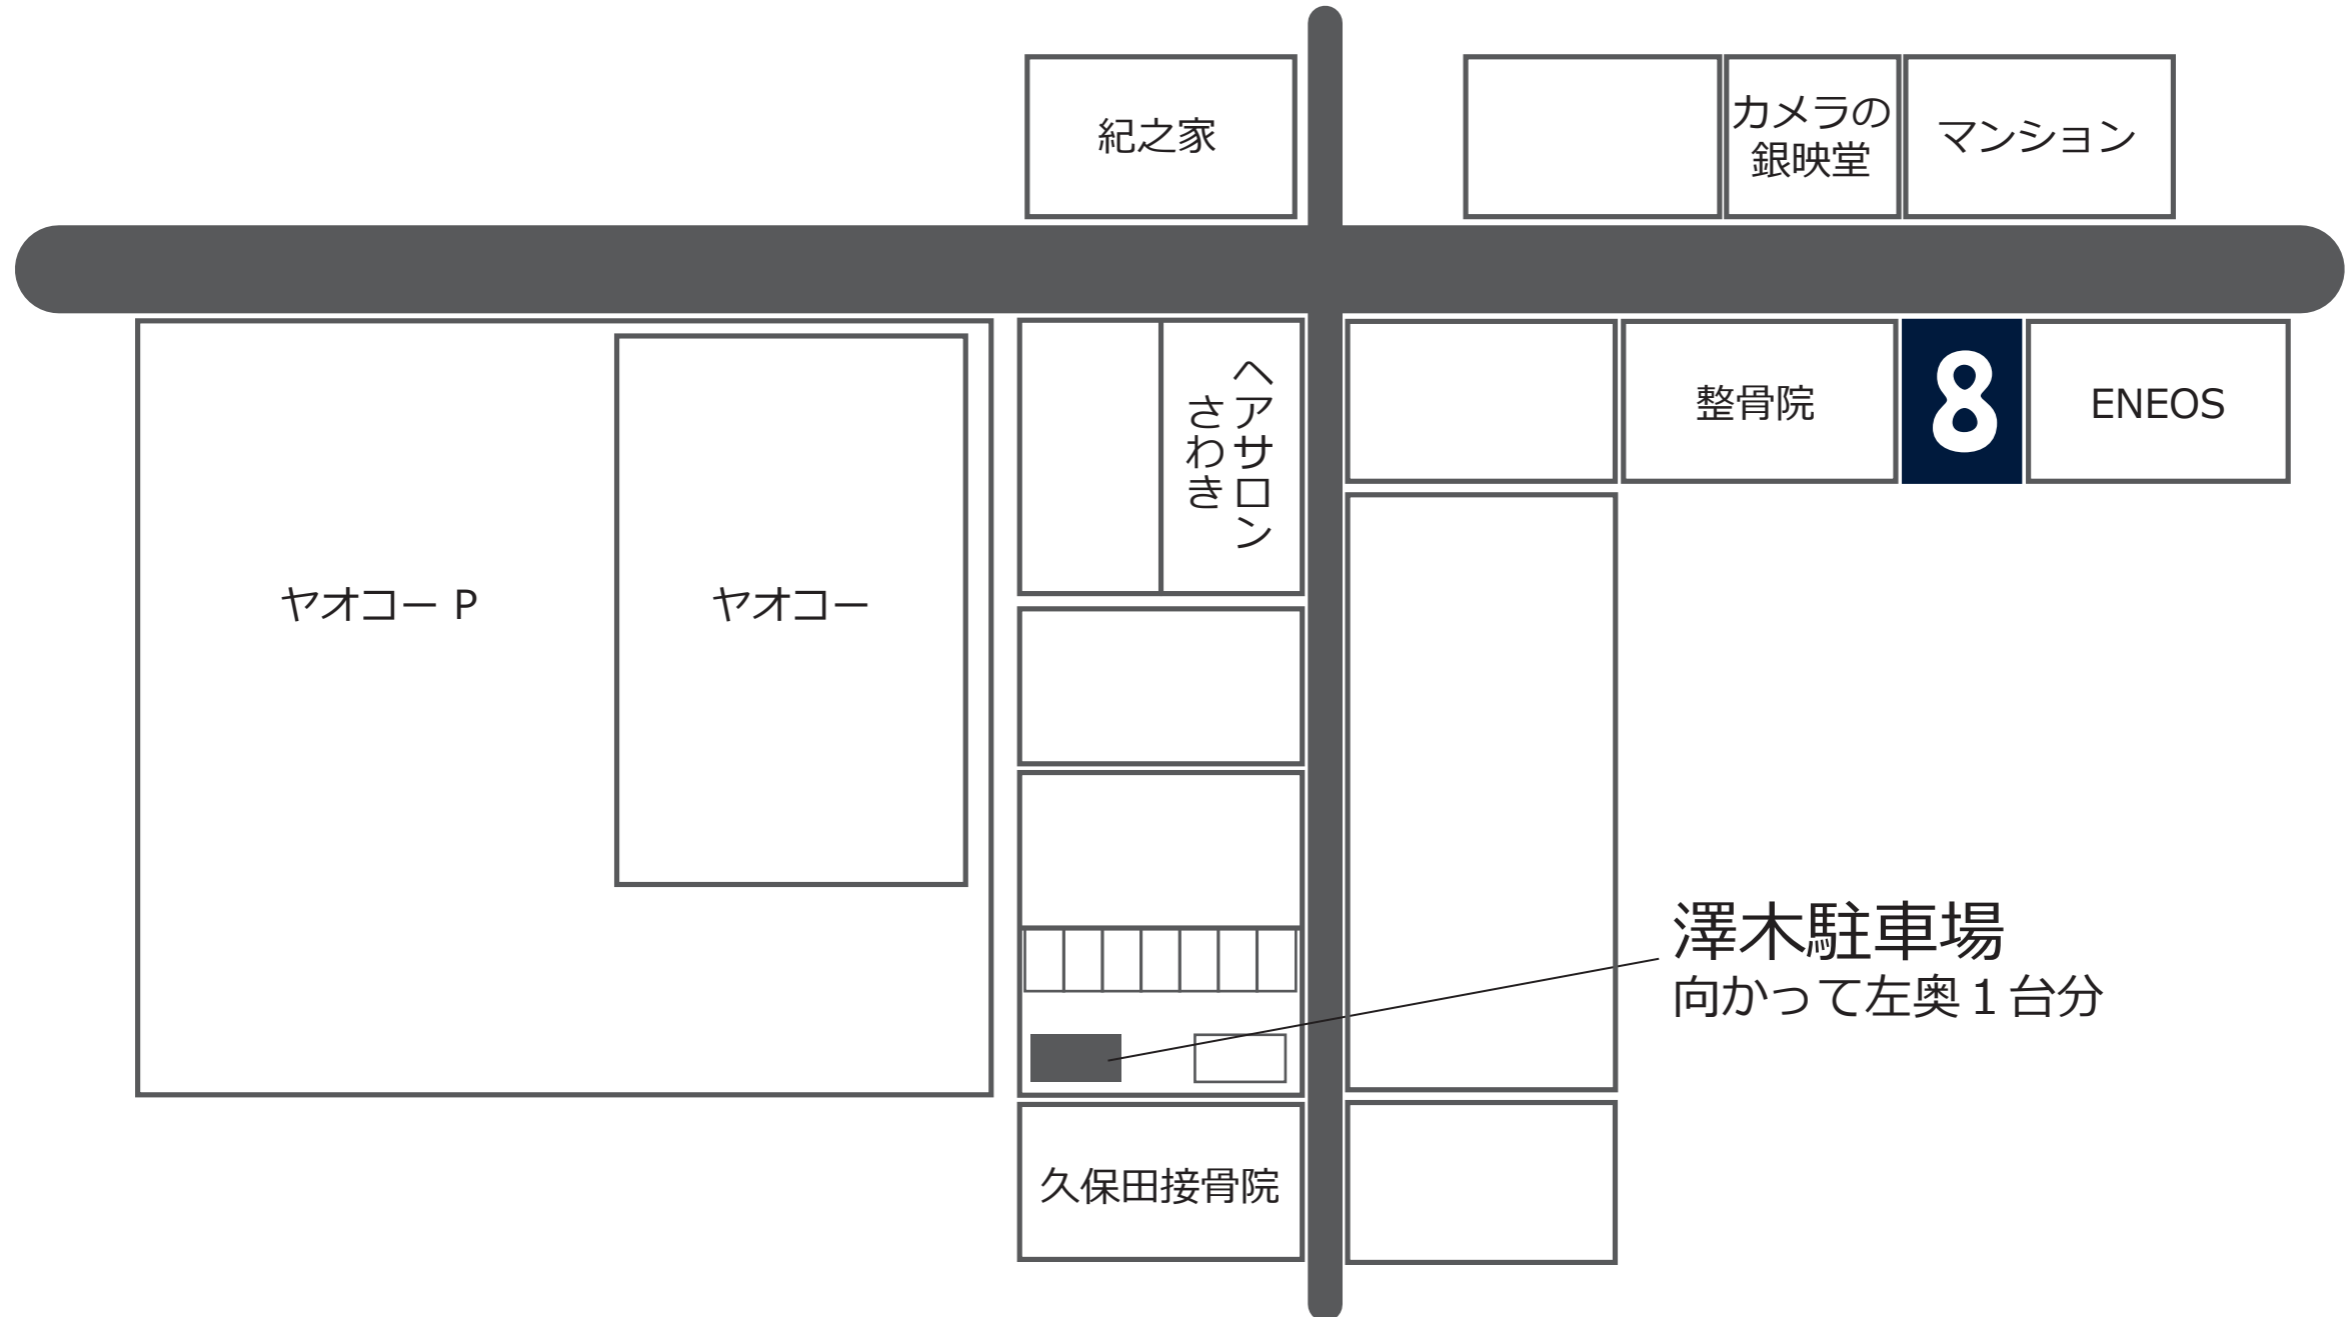 紀之家
カメラの
銀映堂
マンション
ヤオコー P
ヤオコー
ヘアサロン
さわき
整骨院
8
ENEOS
澤木駐車場
向かって左奥１台分
久保田接骨院